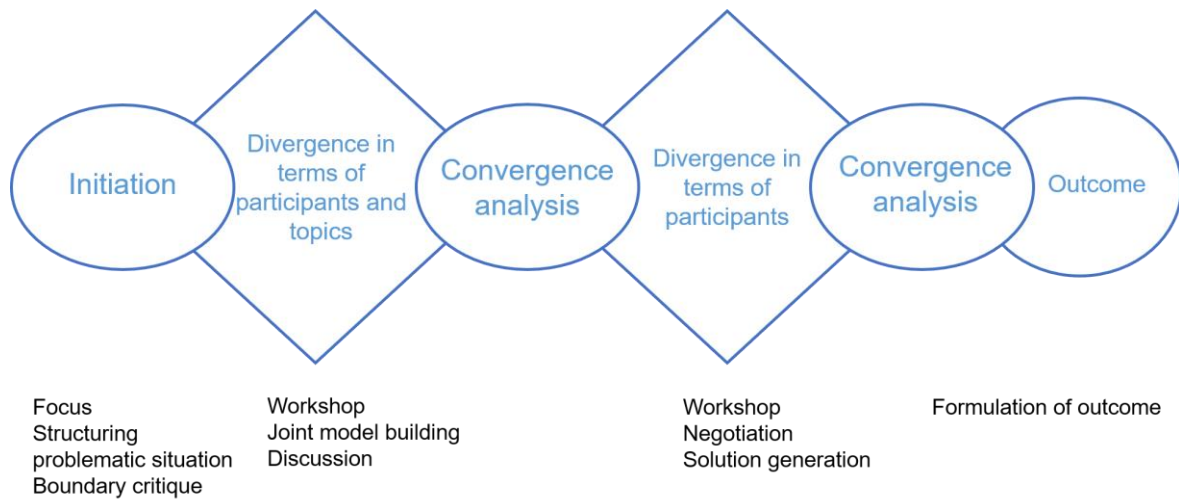 Initiation
Divergence in
terms of
participants and
topics
Convergence
analysis
Divergence in
terms of
participants
Convergence
analysis
Outcome
Focus
Structuring
problematic situation
Boundary critique
Workshop
Joint model building
Discussion
Workshop
Negotiation
Solution generation
Formulation of outcome